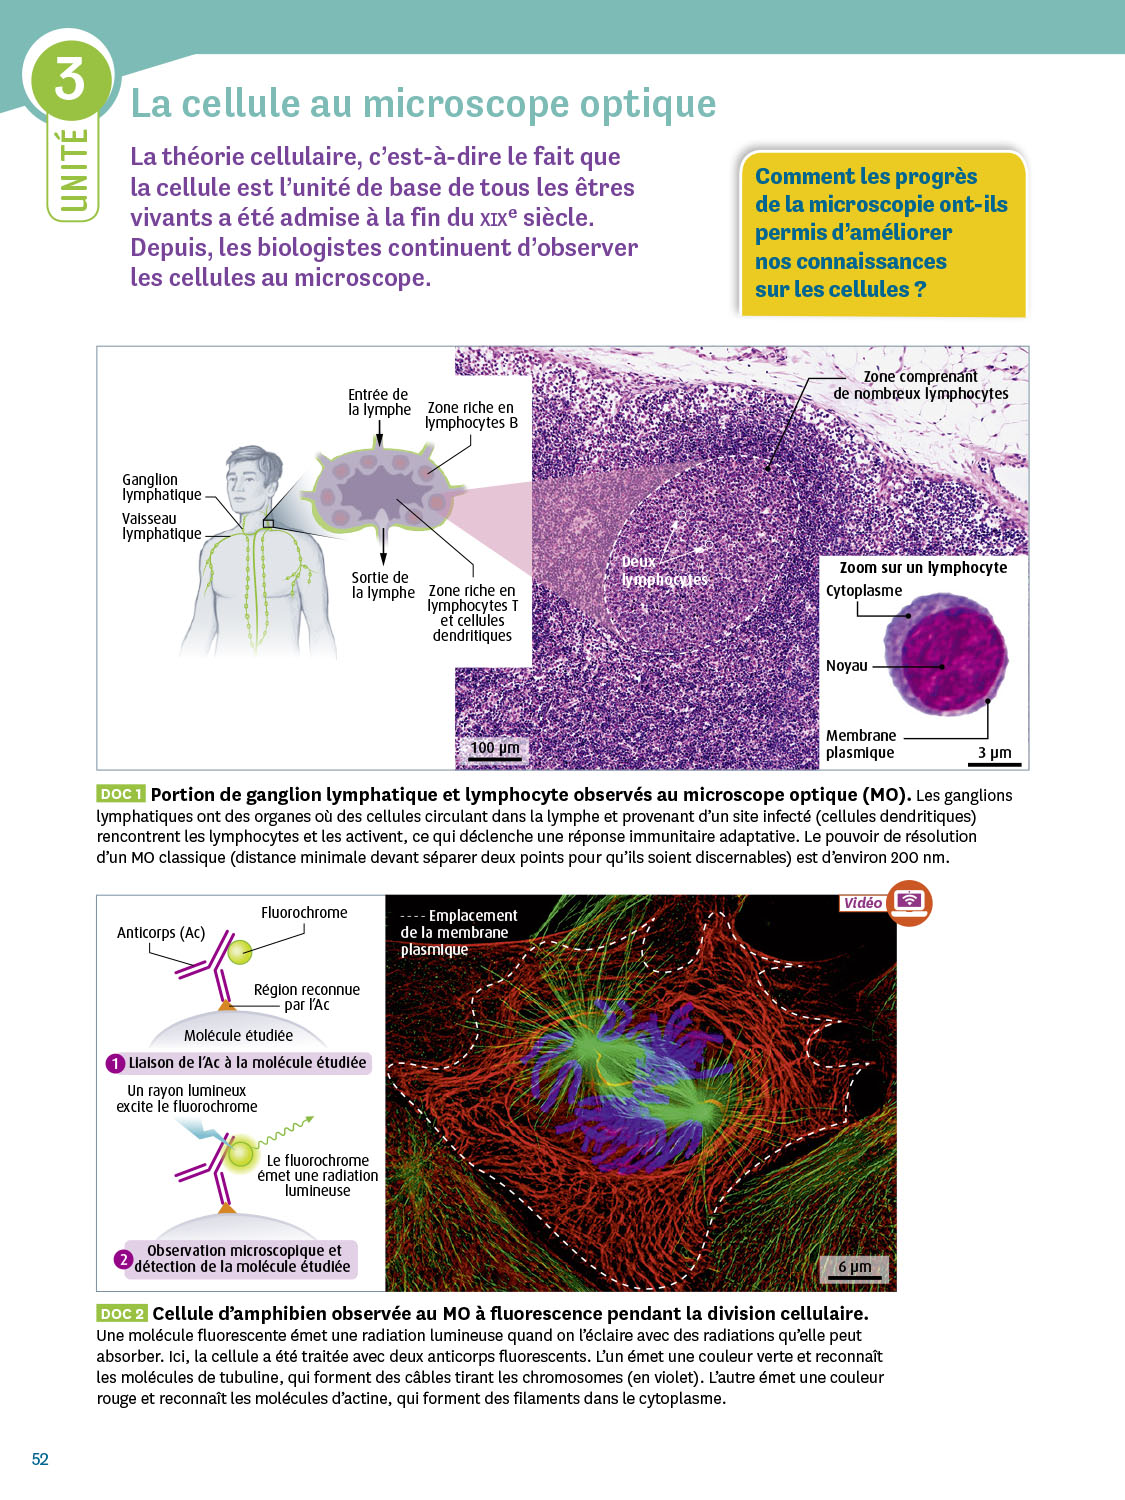 3
UNITÉ
La cellule au microscope optique
La théorie cellulaire, c’est-à-dire le fait que
la cellule est l’unité de base de tous les êtres
vivants a été admise à la fin du XIXe siècle.
Depuis, les biologistes continuent d’observer
les cellules au microscope.
Comment les progrès
de la microscopie ont-ils
permis d’améliorer
nos connaissances
sur les cellules ?
Ganglion
lymphatique
Vaisseau
lymphatique
Entrée de
la lymphe
Zone riche en
lymphocytes B
Sortie de
la lymphe
Zone riche en
lymphocytes T
et cellules
dendritiques
Zone comprenant
de nombreux lymphocytes
Deux
lymphocytes
100 µm
Zoom sur un lymphocyte
Cytoplasme
Noyau
Membrane
plasmique
3 µm
DOC 1 Portion de ganglion lymphatique et lymphocyte observés au microscope optique (MO). Les ganglions
lymphatiques ont des organes où des cellules circulant dans la lymphe et provenant d’un site infecté (cellules dendritiques)
rencontrent les lymphocytes et les activent, ce qui déclenche une réponse immunitaire adaptative. Le pouvoir de résolution
d’un MO classique (distance minimale devant séparer deux points pour qu’ils soient discernables) est d’environ 200 nm.
Fluorochrome
Anticorps (Ac)
Région reconnue
par l’Ac
Molécule étudiée
1 Liaison de l’Ac à la molécule étudiée
Un rayon lumineux
excite le fluorochrome
Le fluorochrome
émet une radiation
lumineuse
2 Observation microscopique et
détection de la molécule étudiée
---- Emplacement
de la membrane
plasmique
Vidéo
6 µm
DOC 2 Cellule d’amphibien observée au MO à fluorescence pendant la division cellulaire.
Une molécule fluorescente émet une radiation lumineuse quand on l’éclaire avec des radiations qu’elle peut
absorber. Ici, la cellule a été traitée avec deux anticorps fluorescents. L’un émet une couleur verte et reconnaît
les molécules de tubuline, qui forment des câbles tirant les chromosomes (en violet). L’autre émet une couleur
rouge et reconnaît les molécules d’actine, qui forment des filaments dans le cytoplasme.
52